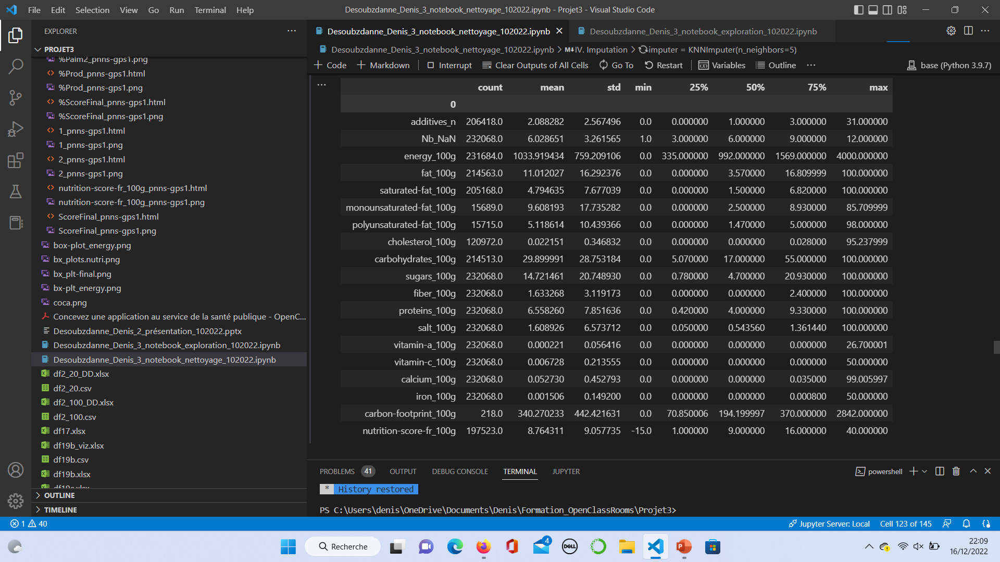 File Edit Selection View Go Run Terminal Help
Desoubzdanne_Denis_3_notebook_nettoyage_102022.ipynb - Projet3 - Visual Studio Code
EXPLORER
PROJET3
%Palm2_pnns-gps1.png
%Prod_pnns-gps1.html
%Prod_pnns-gps1.png
%ScoreFinal_pnns-gps1.html
%ScoreFinal_pnns-gps1.png
1_pnns-gps1.html
1_pnns-gps1.png
2_pnns-gps1.html
2_pnns-gps1.png
nutrition-score-fr_100g_pnns-gps1.html
nutrition-score-fr_100g_pnns-gps1.png
ScoreFinal_pnns-gps1.html
ScoreFinal_pnns-gps1.png
box-plot_energy.png
bx_plots.nutri.png
bx_plt-final.png
bx-plt_energy.png
coca.png
Concevez une application au service de la santé publique - OpenC...
Desoubzdanne_Denis_2_présentation_102022.pptx
Desoubzdanne_Denis_3_notebook_exploration_102022.ipynb
Desoubzdanne_Denis_3_notebook_nettoyage_102022.ipynb
df2_20_DD.xlsx
df2_20.csv
df2_100_DD.xlsx
df2_100.csv
df17.xlsx
df19b_viz.xlsx
df19b.csv
df19b.xlsx
df19c.xlsx
OUTLINE
TIMELINE
Desoubzdanne_Denis_3_notebook_nettoyage_102022.ipynb
Desoubzdanne_Denis_3_notebook_exploration_102022.ipynb
Desoubzdanne_Denis_3_notebook_nettoyage_102022.ipynb > M↓IV. Imputation > imputer = KNNImputer(n_neighbors=5)
+ Code + Markdown Interrupt Clear Outputs of All Cells Go To Restart Variables Outline ... base (Python 3.9.7)
count mean std min 25% 50% 75% max
0
additives_n 206418.0 2.088282 2.567496 0.0 0.000000 1.000000 3.000000 31.000000
Nb_NaN 232068.0 6.028651 3.261565 1.0 3.000000 6.000000 9.000000 12.000000
energy_100g 231684.0 1033.919434 759.209106 0.0 335.000000 992.000000 1569.000000 4000.000000
fat_100g 214563.0 11.012027 16.292376 0.0 0.000000 3.570000 16.809999 100.000000
saturated-fat_100g 205168.0 4.794635 7.677039 0.0 0.000000 1.500000 6.820000 100.000000
monounsaturated-fat_100g 15689.0 9.608193 17.735282 0.0 0.000000 2.500000 8.930000 85.709999
polyunsaturated-fat_100g 15715.0 5.118614 10.439366 0.0 0.000000 1.470000 5.000000 98.000000
cholesterol_100g 120972.0 0.022151 0.346832 0.0 0.000000 0.000000 0.028000 95.237999
carbohydrates_100g 214513.0 29.899991 28.753184 0.0 5.070000 17.000000 55.000000 100.000000
sugars_100g 232068.0 14.721461 20.748930 0.0 0.780000 4.700000 20.930000 100.000000
fiber_100g 232068.0 1.633268 3.119173 0.0 0.000000 0.000000 2.400000 100.000000
proteins_100g 232068.0 6.558260 7.851636 0.0 0.420000 4.000000 9.330000 100.000000
salt_100g 232068.0 1.608926 6.573712 0.0 0.050000 0.543560 1.361440 100.000000
vitamin-a_100g 232068.0 0.000221 0.056416 0.0 0.000000 0.000000 0.000000 26.700001
vitamin-c_100g 232068.0 0.006728 0.213555 0.0 0.000000 0.000000 0.000000 50.000000
calcium_100g 232068.0 0.052730 0.452793 0.0 0.000000 0.000000 0.035000 99.005997
iron_100g 232068.0 0.001506 0.149200 0.0 0.000000 0.000000 0.000800 50.000000
carbon-footprint_100g 218.0 340.270233 442.421631 0.0 70.850006 194.199997 370.000000 2842.000000
nutrition-score-fr_100g 197523.0 8.764311 9.057735 -15.0 1.000000 9.000000 16.000000 40.000000
PROBLEMS 41 OUTPUT DEBUG CONSOLE TERMINAL JUPYTER powershell
* History restored
PS C:\Users\denis\OneDrive\Documents\Denis\Formation_OpenClassRooms\Projet3>
1 40 Jupyter Server: Local Cell 123 of 145
Recherche
4
DELL
22:09
16/12/2022